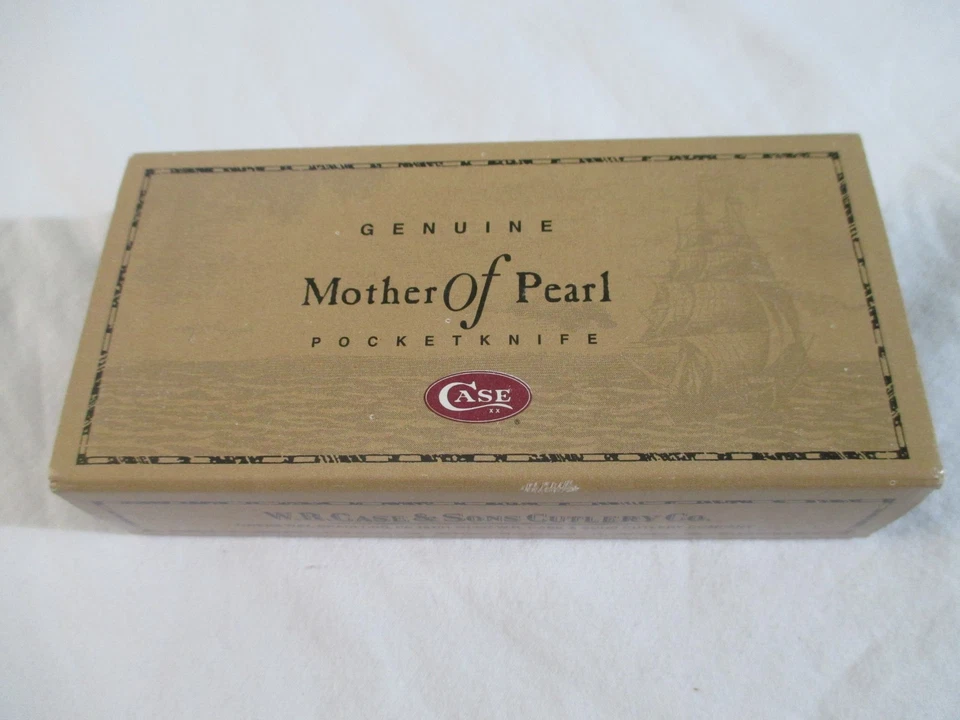 GENUINE
Mother Of Pearl
POCKETKNIFE
CASE
XX
®
W.R. CASE & SONS CUTLERY CO.